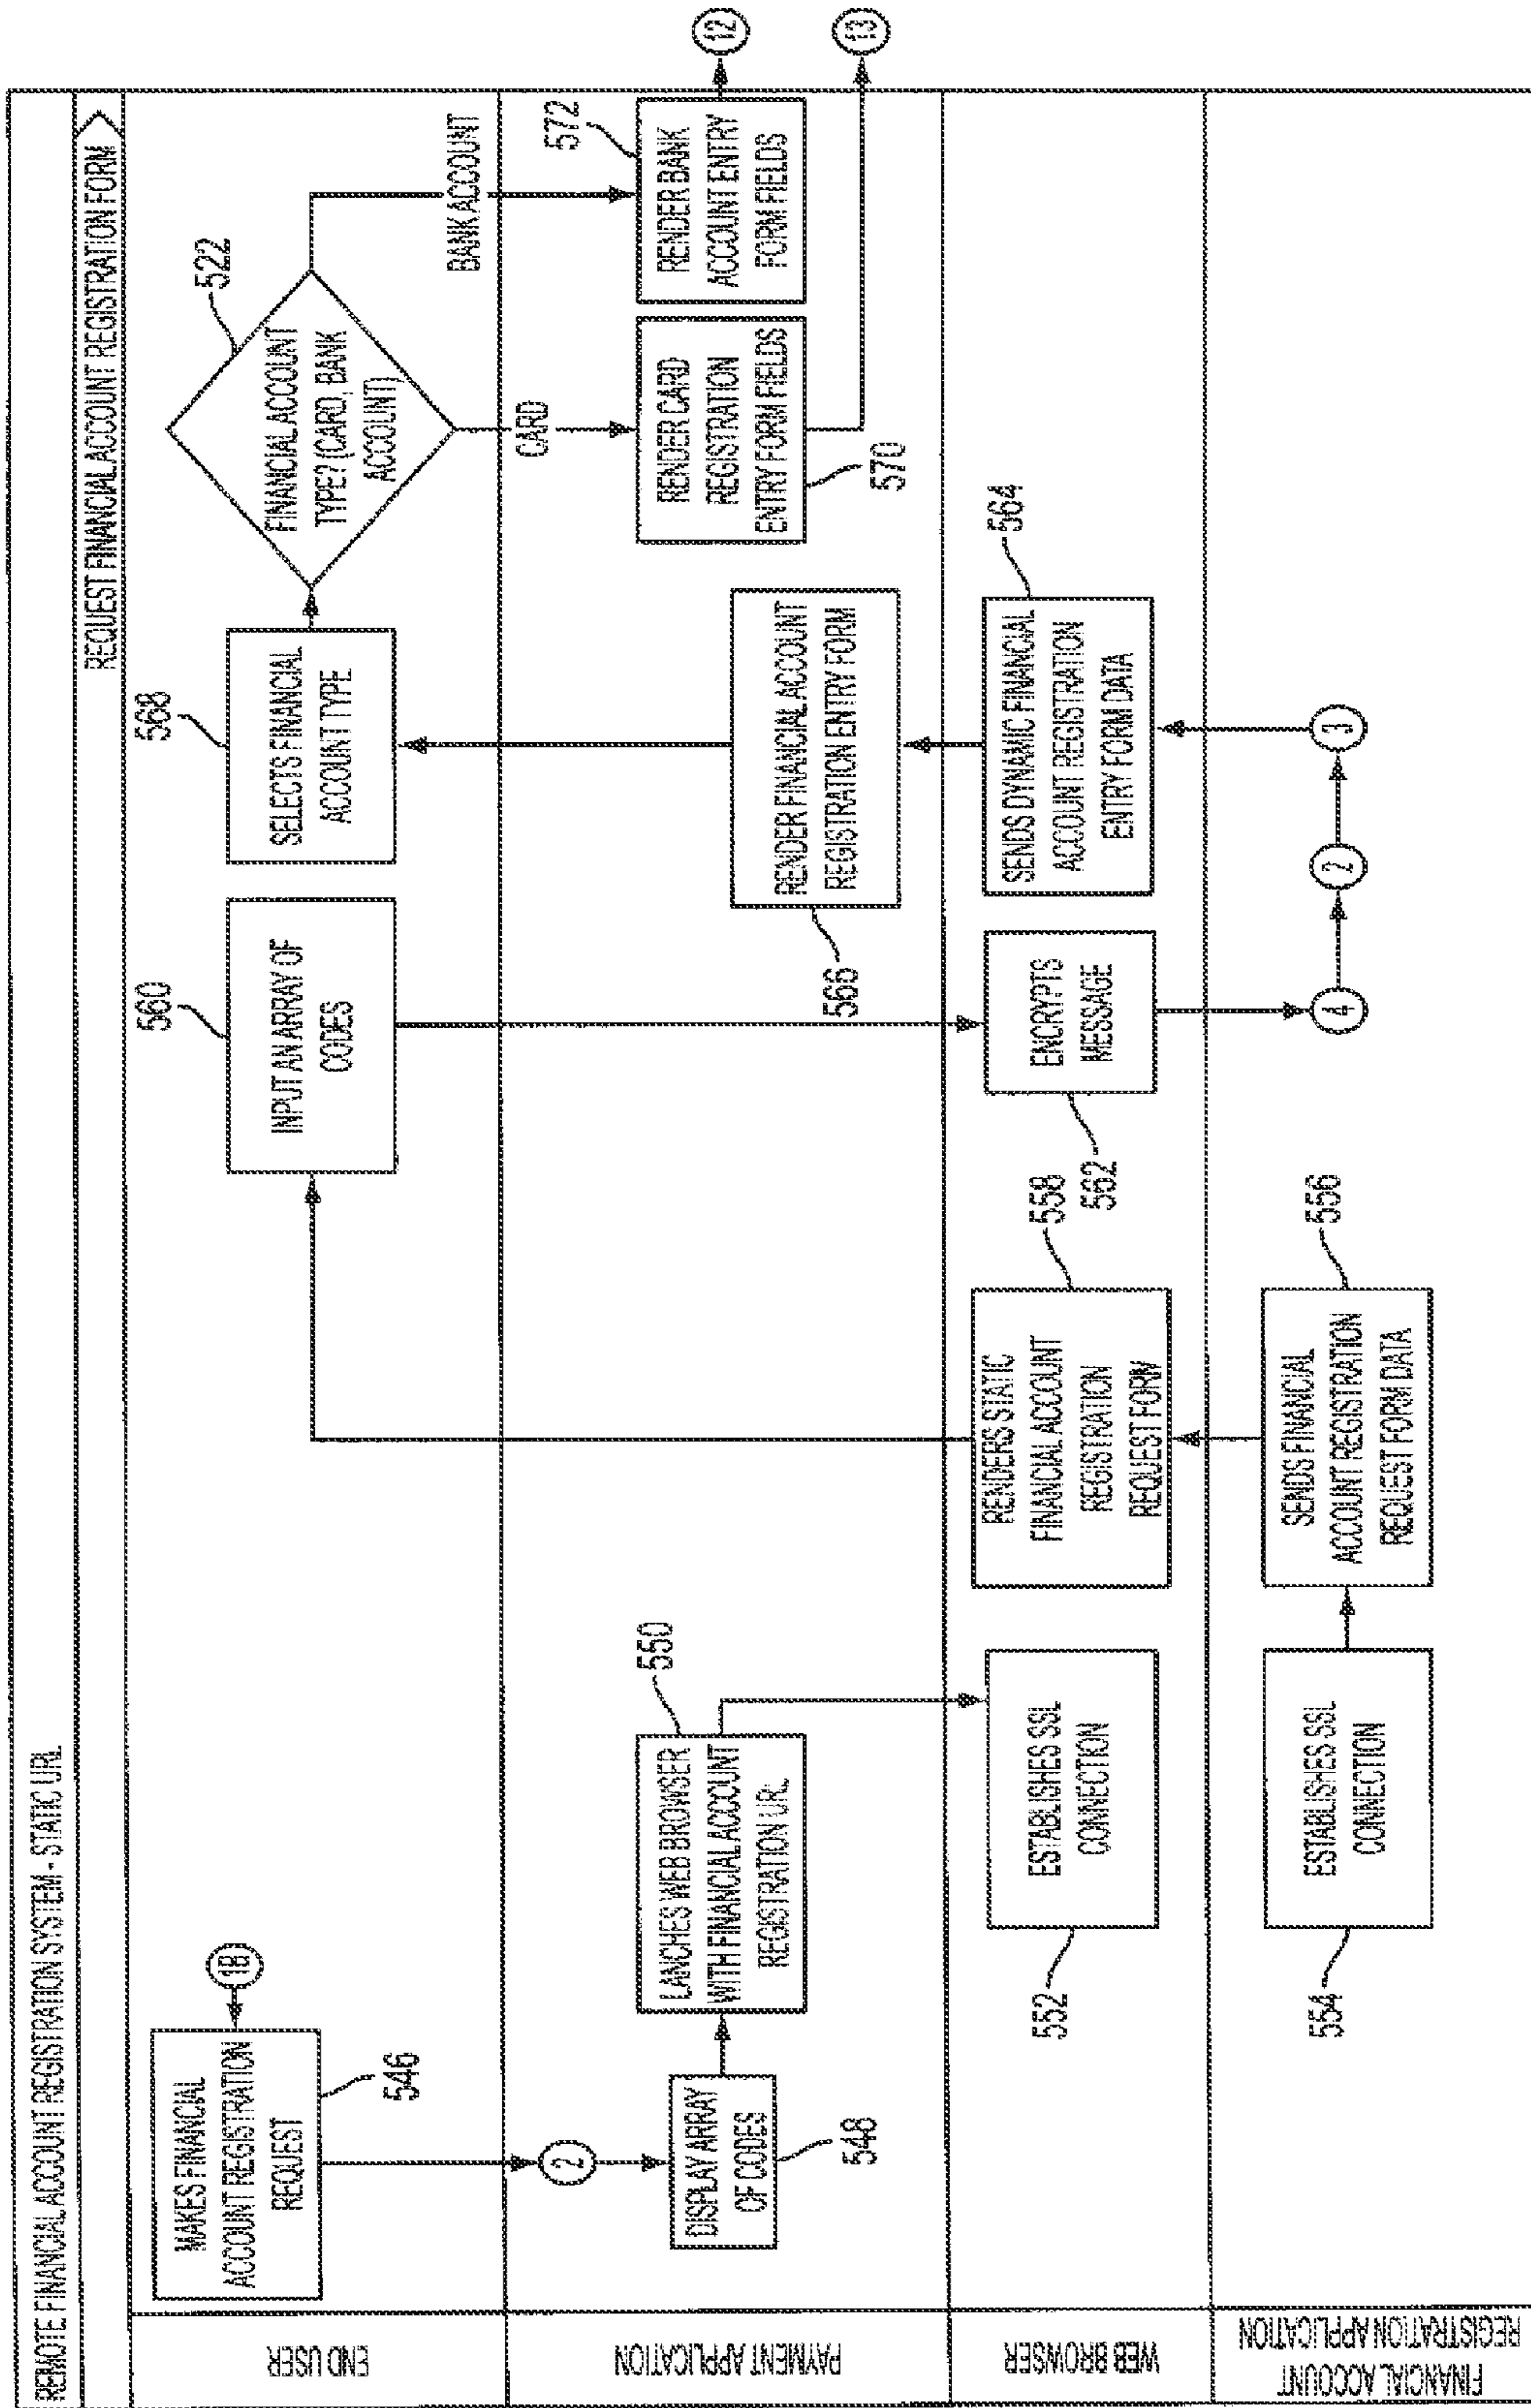 REMOTE FINANCIAL ACCOUNT REGISTRATION SYSTEM - STATIC URL
REQUEST FINANCIAL ACCOUNT REGISTRATION FORM
END USER
MAKES FINANCIAL
ACCOUNT REGISTRATION
REQUEST
546
1B
INPUT AN ARRAY OF
CODES
560
SELECTS FINANCIAL
ACCOUNT TYPE
568
FINANCIAL ACCOUNT
TYPE? (CARD, BANK
ACCOUNT)
522
CARD
BANK ACCOUNT
PAYMENT APPLICATION
2
DISPLAY ARRAY
OF CODES
548
LANCHES WEB BROWSER
WITH FINANCIAL ACCOUNT
REGISTRATION URL.
550
RENDER FINANCIAL ACCOUNT
REGISTRATION ENTRY FORM
566
RENDER CARD
REGISTRATION
ENTRY FORM FIELDS
570
RENDER BANK
ACCOUNT ENTRY
FORM FIELDS
572
12
13
WEB BROWSER
ESTABLISHES SSL
CONNECTION
552
RENDERS STATIC
FINANCIAL ACCOUNT
REGISTRATION
REQUEST FORM
558
ENCRYPTS
MESSAGE
562
SENDS DYNAMIC FINANCIAL
ACCOUNT REGISTRATION
ENTRY FORM DATA
564
FINANCIAL ACCOUNT
REGISTRATION APPLICATION
ESTABLISHES SSL
CONNECTION
554
SENDS FINANCIAL
ACCOUNT REGISTRATION
REQUEST FORM DATA
556
4
2
3